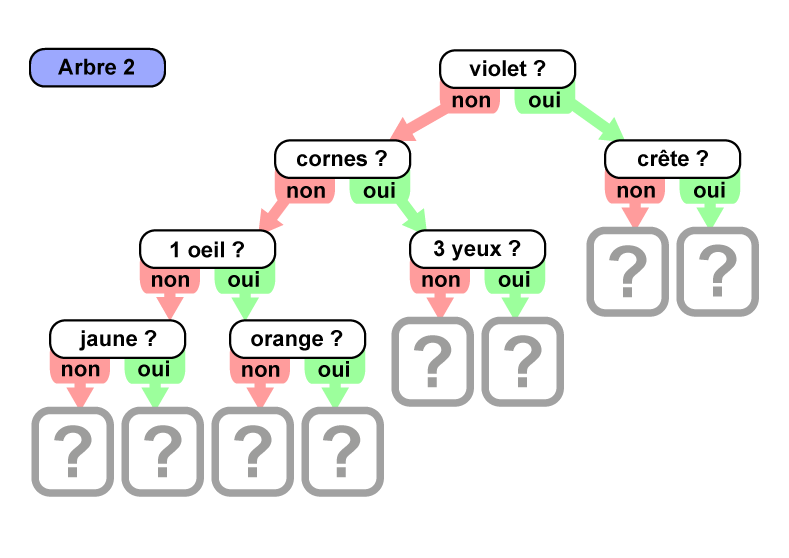 Arbre 2
violet ?
non oui
cornes ?
crête ?
non oui
non oui
1 oeil ?
3 yeux ?
? ?
non oui
non oui
jaune ?
orange ?
? ?
non oui
non oui
? ? ? ?